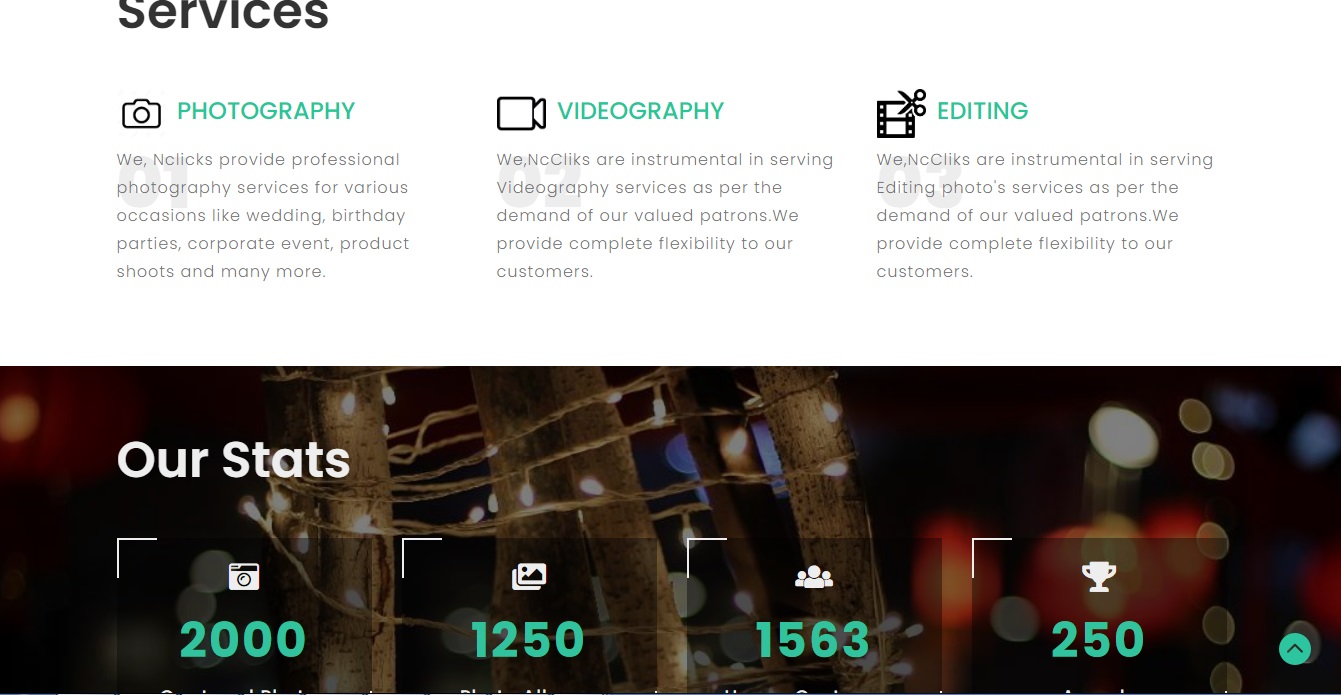 Services
PHOTOGRAPHY
We, Nclicks provide professional
photography services for various
occasions like wedding, birthday
parties, corporate event, product
shoots and many more.
01
VIDEOGRAPHY
We,NcCliks are instrumental in serving
Videography services as per the
demand of our valued patrons.We
provide complete flexibility to our
customers.
02
EDITING
We,NcCliks are instrumental in serving
Editing photo's services as per the
demand of our valued patrons.We
provide complete flexibility to our
customers.
03
Our Stats
2000
1250
1563
250